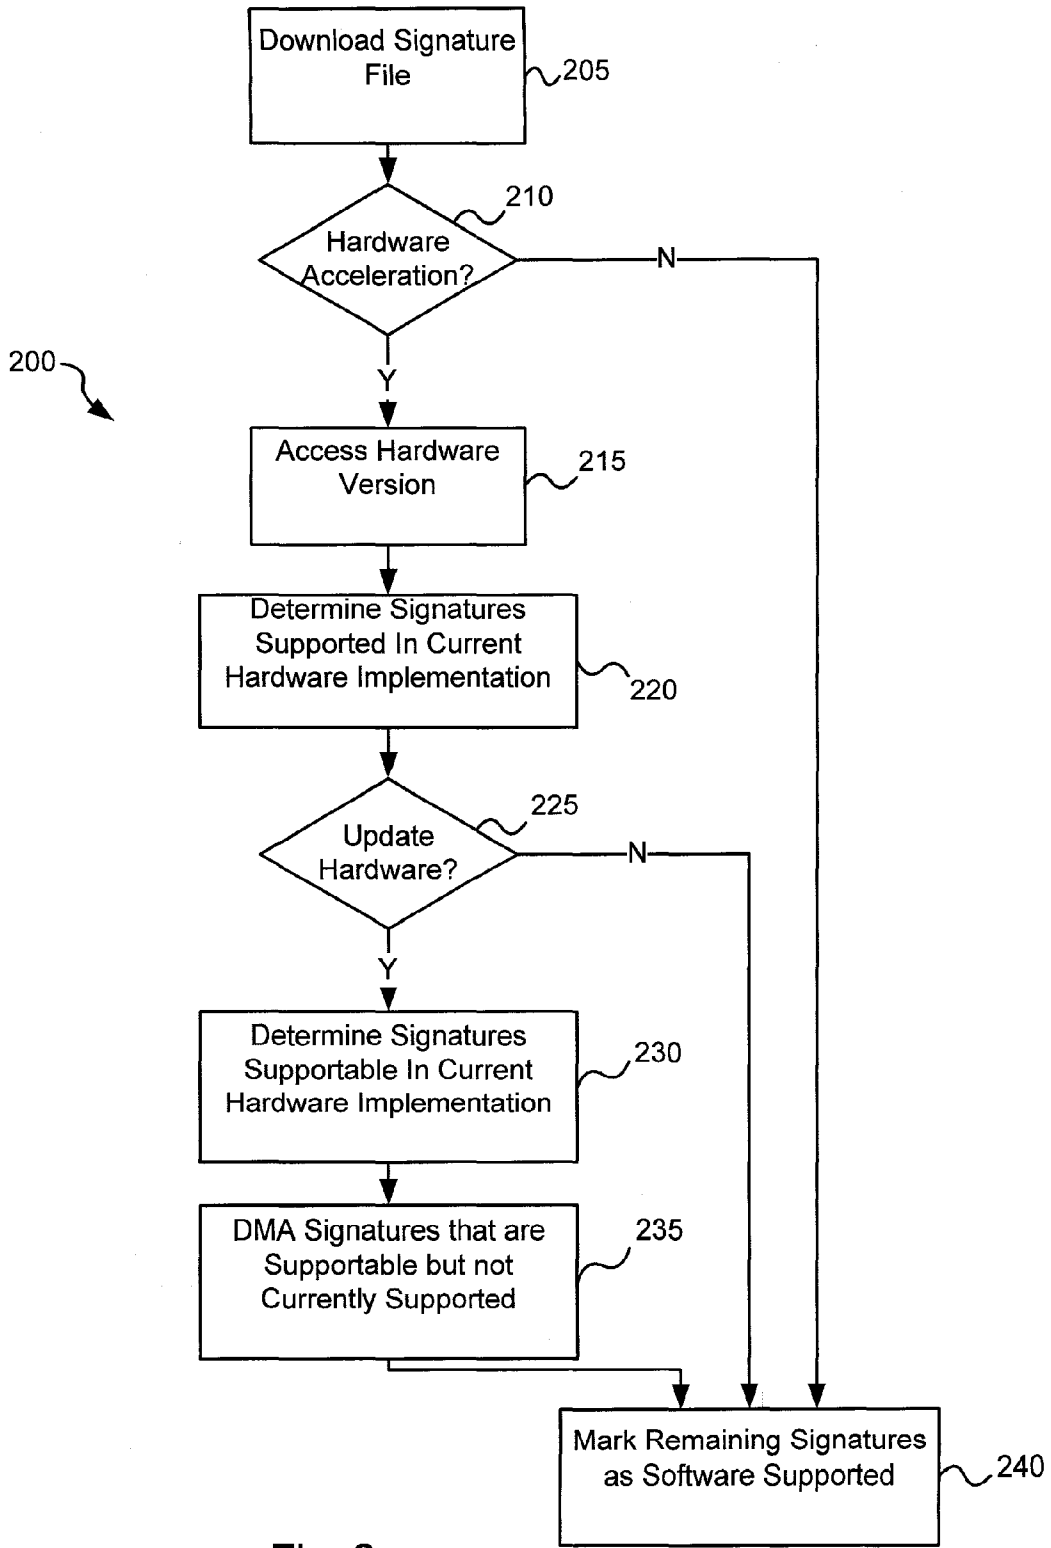 Download Signature
File
205
210
Hardware
Acceleration?
N
200
Y
Access Hardware
Version
215
Determine Signatures
Supported In Current
Hardware Implementation
220
225
Update
Hardware?
N
Y
Determine Signatures
Supportable In Current
Hardware Implementation
230
DMA Signatures that are
Supportable but not
Currently Supported
235
Mark Remaining Signatures
as Software Supported
240